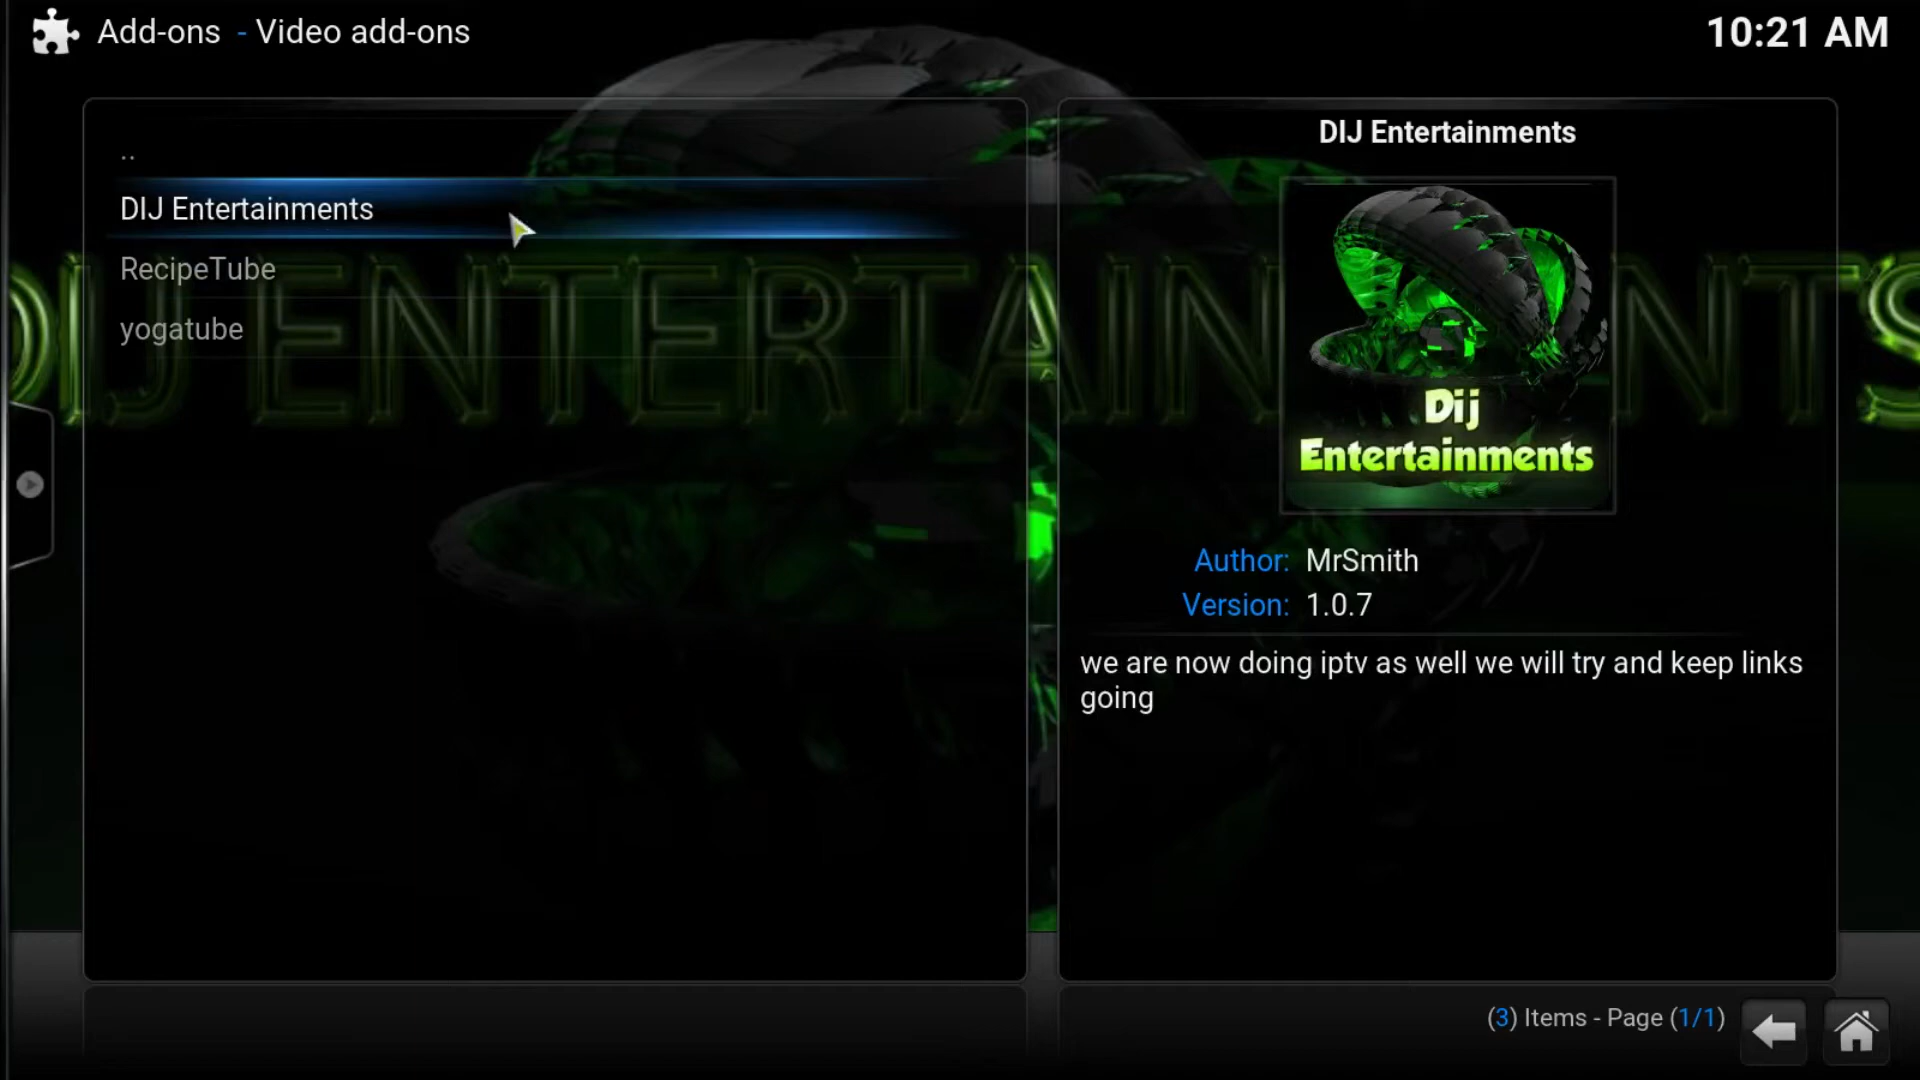 Add-ons - Video add-ons
10:21 AM
..
DIJ Entertainments
RecipeTube
yogatube
DIJ ENTERTAINMENTS
DIJ Entertainments
Dij
Entertainments
Author: MrSmith
Version: 1.0.7
we are now doing iptv as well we will try and keep links
going
(3) Items - Page (1/1)